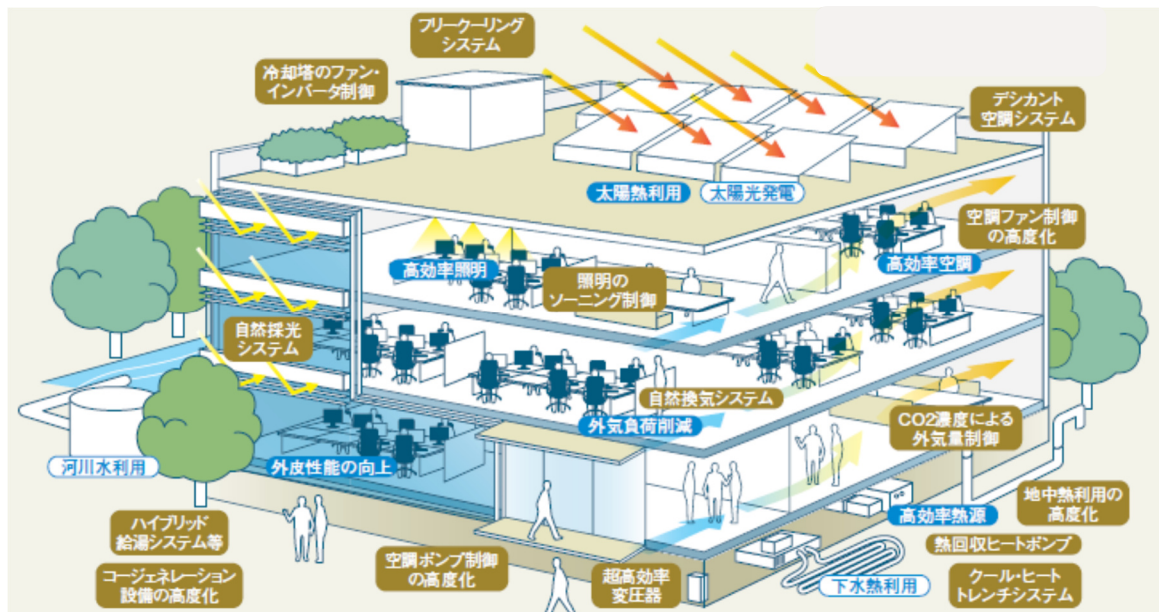 フリークーリング
システム
冷却塔のファン・
インバータ制御
デシカント
空調システム
太陽熱利用
太陽光発電
空調ファン制御
の高度化
高効率照明
高効率空調
照明の
ゾーニング制御
自然採光
システム
自然換気システム
外気負荷削減
CO2濃度による
外気量制御
河川水利用
外皮性能の向上
地中熱利用の
高度化
高効率熱源
ハイブリッド
給湯システム等
熱回収ヒートポンプ
空調ポンプ制御
の高度化
超高効率
変圧器
下水熱利用
コージェネレーション
設備の高度化
クール・ヒート
トレンチシステム